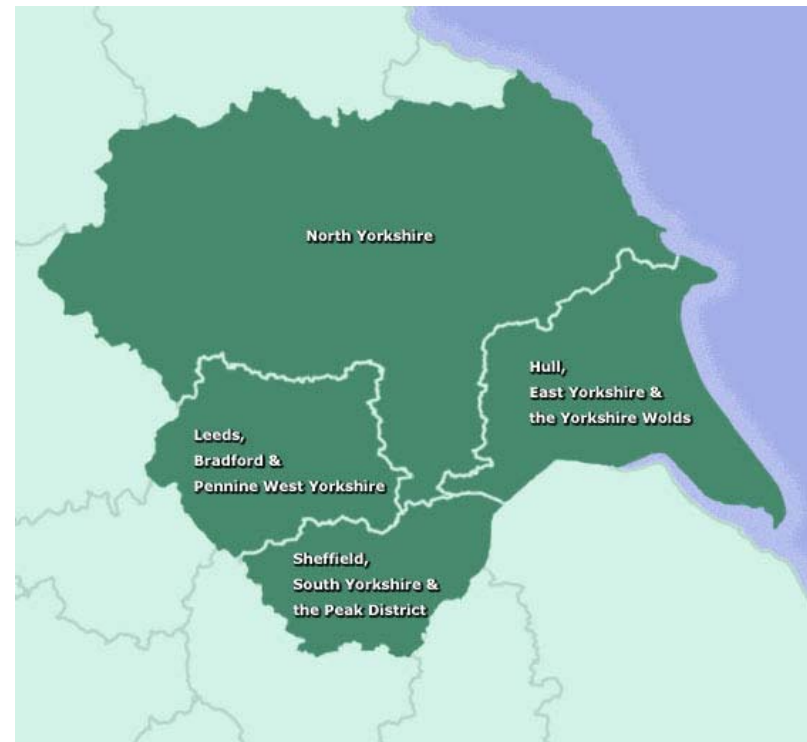 North Yorkshire
Hull,
East Yorkshire &
the Yorkshire Wolds
Leeds,
Bradford &
Pennine West Yorkshire
Sheffield,
South Yorkshire &
the Peak District